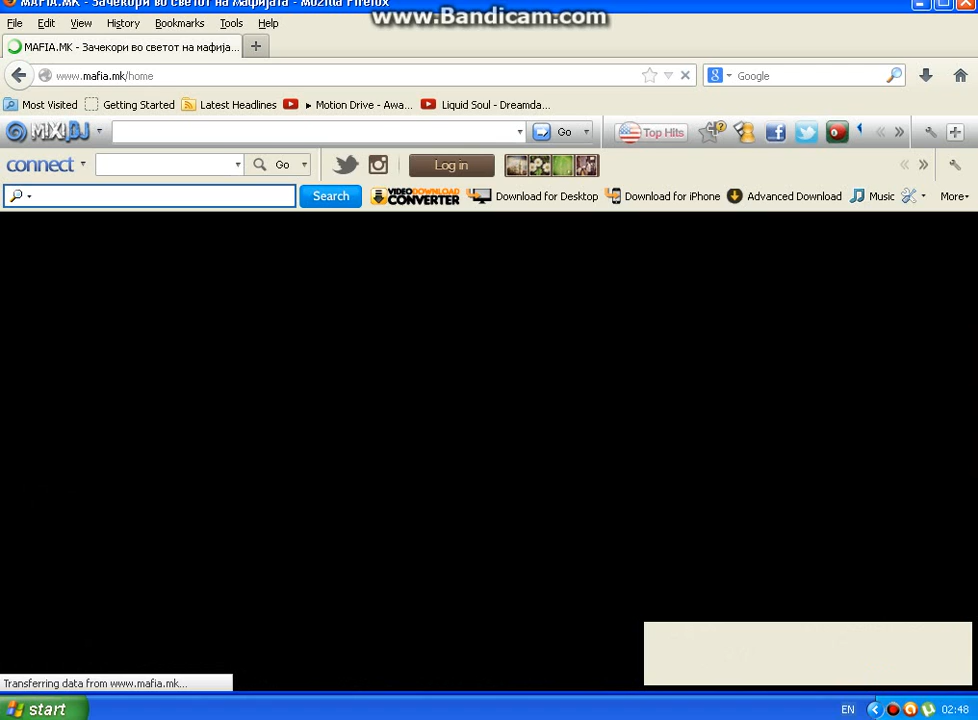 MAFIA.MK - Зачекори во светот на мафијата - Mozilla Firefox
www.Bandicam.com
File Edit View History Bookmarks Tools Help
MAFIA.MK - Зачекори во светот на мафија...
www.mafia.mk/home Google
Most Visited Getting Started Latest Headlines ► Motion Drive - Awa... Liquid Soul - Dreamda...
MIXIDJ Go Top Hits
connect Go Log in
Search VIDEO DOWNLOAD CONVERTER Download for Desktop Download for iPhone Advanced Download Music More
Transferring data from www.mafia.mk...
start EN 02:48